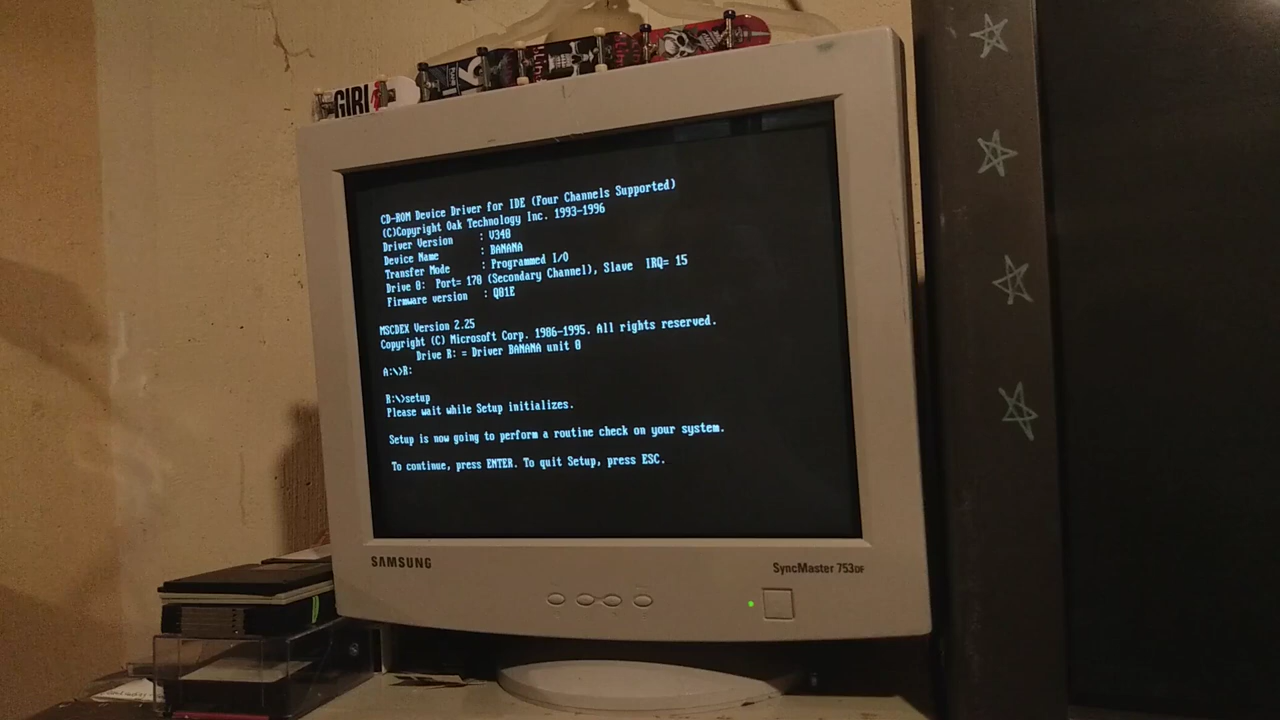 GIRL
CD-ROM Device Driver for IDE (Four Channels Supported)
(C)Copyright Oak Technology Inc. 1993-1996
Driver Version : V340
Device Name : BANANA
Transfer Mode : Programmed I/O
Drive 0: Port= 170 (Secondary Channel), Slave IRQ= 15
Firmware version : Q01E
MSCDEX Version 2.25
Copyright (C) Microsoft Corp. 1986-1995. All rights reserved.
Drive R: = Driver BANANA unit 0
A:\>R:
R:\>setup
Please wait while Setup initializes.
Setup is now going to perform a routine check on your system.
To continue, press ENTER. To quit Setup, press ESC.
SAMSUNG
SyncMaster 753DF